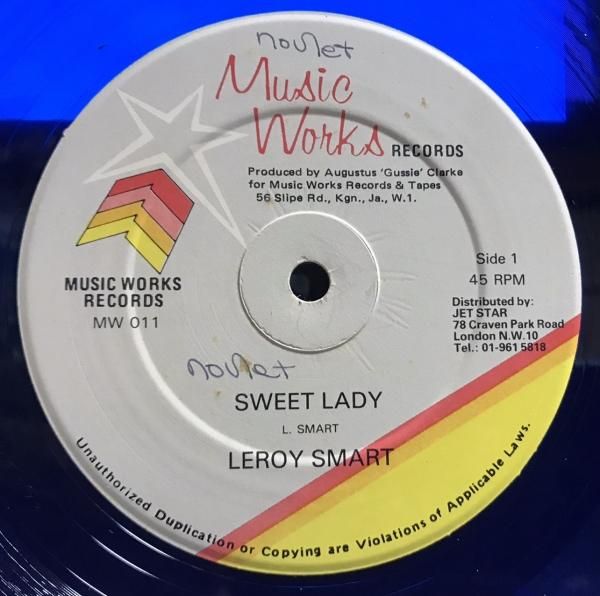 Music
Works RECORDS
Produced by Augustus 'Gussie' Clarke
for Music Works Records & Tapes
56 Slipe Rd., Kgn., Ja., W.1.
MUSIC WORKS
RECORDS
MW 011
Side 1
45 RPM
Distributed by:
JET STAR
78 Craven Park Road
London N.W.10
Tel.: 01-961 5818
SWEET LADY
L. SMART
LEROY SMART
Unauthorized Duplication or Copying are Violations of Applicable Laws.